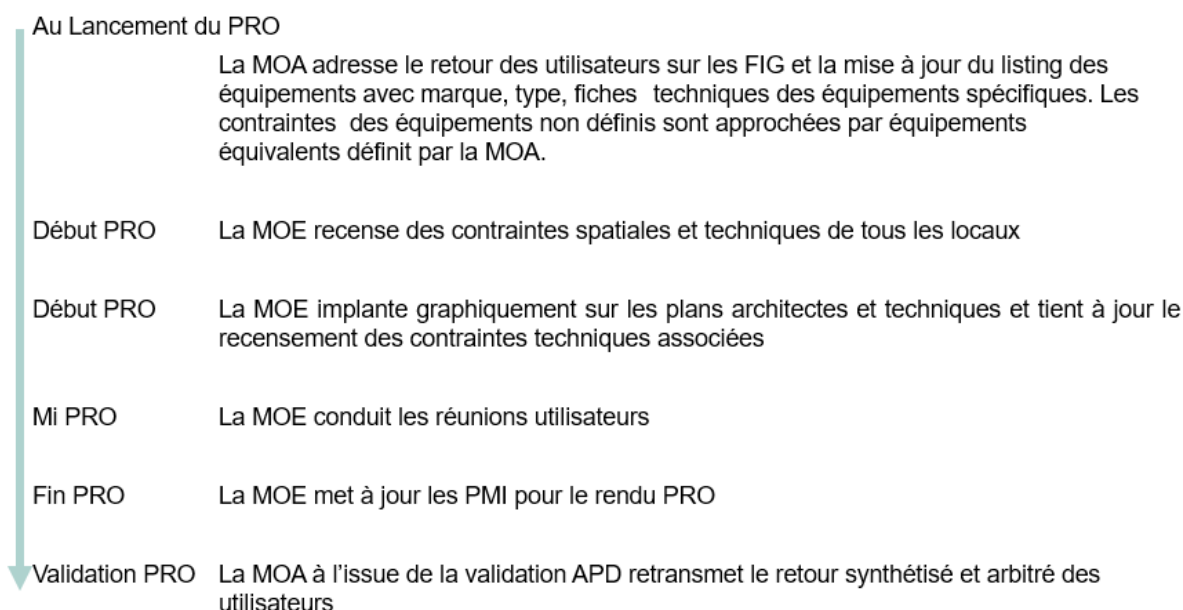 Au Lancement du PRO
La MOA adresse le retour des utilisateurs sur les FIG et la mise à jour du listing des
équipements avec marque, type, fiches techniques des équipements spécifiques. Les
contraintes des équipements non définis sont approchées par équipements
équivalents définit par la MOA.
Début PRO La MOE recense des contraintes spatiales et techniques de tous les locaux
Début PRO La MOE implante graphiquement sur les plans architectes et techniques et tient à jour le
recensement des contraintes techniques associées
Mi PRO La MOE conduit les réunions utilisateurs
Fin PRO La MOE met à jour les PMI pour le rendu PRO
Validation PRO La MOA à l’issue de la validation APD retransmet le retour synthétisé et arbitré des
utilisateurs